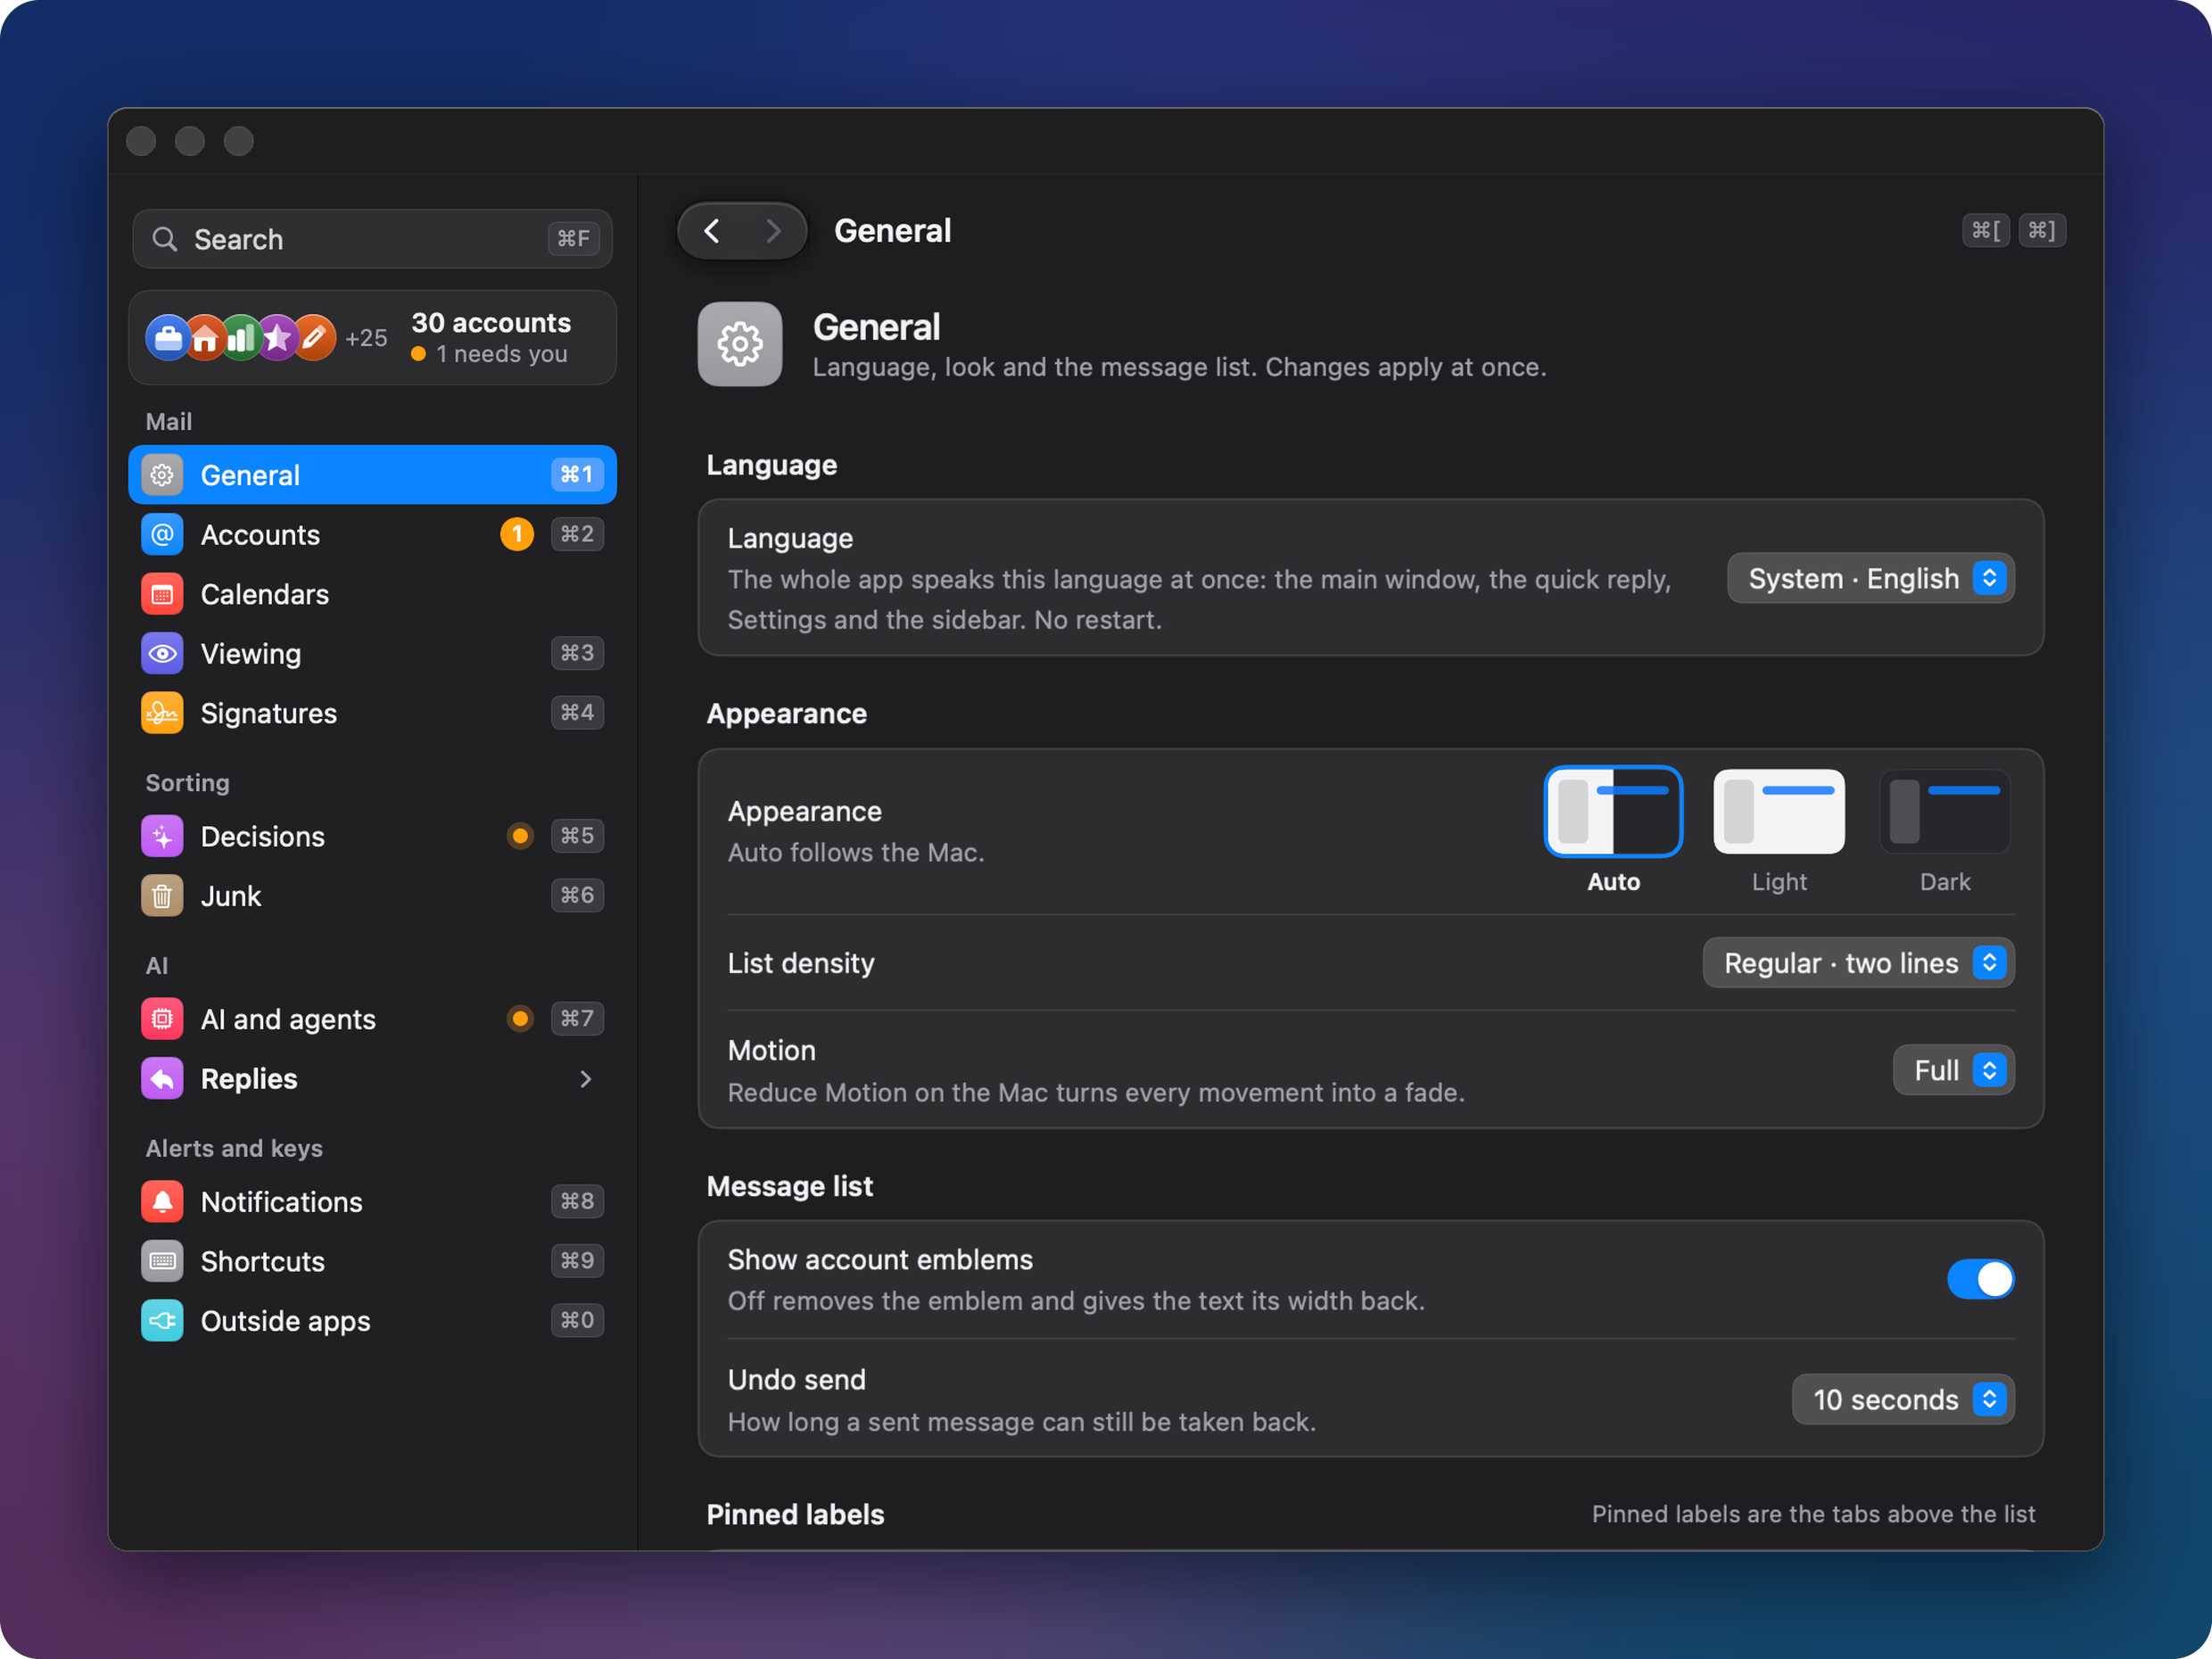 Search
⌘F
+25
30 accounts
1 needs you
Mail
General
⌘1
Accounts
1
⌘2
Calendars
Viewing
⌘3
Signatures
⌘4
Sorting
Decisions
⌘5
Junk
⌘6
AI
AI and agents
⌘7
Replies
Alerts and keys
Notifications
⌘8
Shortcuts
⌘9
Outside apps
⌘0
General
⌘[
⌘]
General
Language, look and the message list. Changes apply at once.
Language
Language
The whole app speaks this language at once: the main window, the quick reply,
Settings and the sidebar. No restart.
System · English
Appearance
Appearance
Auto follows the Mac.
Auto
Light
Dark
List density
Regular · two lines
Motion
Reduce Motion on the Mac turns every movement into a fade.
Full
Message list
Show account emblems
Off removes the emblem and gives the text its width back.
Undo send
How long a sent message can still be taken back.
10 seconds
Pinned labels
Pinned labels are the tabs above the list